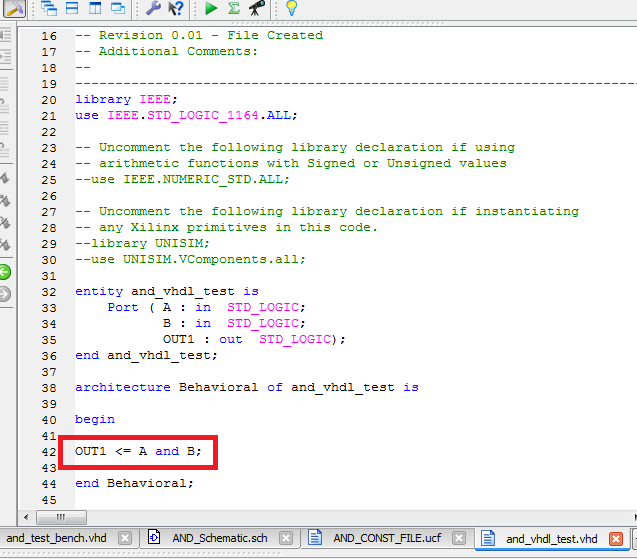 16 -- Revision 0.01 - File Created
17 -- Additional Comments:
18 --
19 ----------------------------------------------------------------------------------
20 library IEEE;
21 use IEEE.STD_LOGIC_1164.ALL;
22
23 -- Uncomment the following library declaration if using
24 -- arithmetic functions with Signed or Unsigned values
25 --use IEEE.NUMERIC_STD.ALL;
26
27 -- Uncomment the following library declaration if instantiating
28 -- any Xilinx primitives in this code.
29 --library UNISIM;
30 --use UNISIM.VComponents.all;
31
32 entity and_vhdl_test is
33     Port ( A : in  STD_LOGIC;
34            B : in  STD_LOGIC;
35            OUT1 : out  STD_LOGIC);
36 end and_vhdl_test;
37
38 architecture Behavioral of and_vhdl_test is
39
40 begin
41
42 OUT1 <= A and B;
43
44 end Behavioral;
45
and_test_bench.vhd AND_Schematic.sch AND_CONST_FILE.ucf and_vhdl_test.vhd